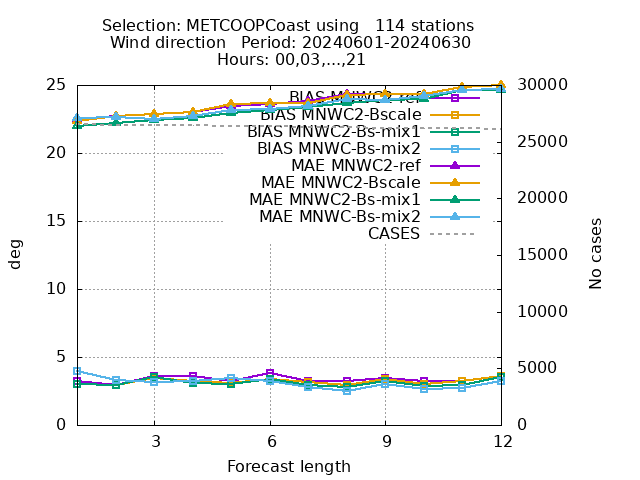 Selection: METCOOPCoast using   114 stations
Wind direction   Period: 20240601-20240630
Hours: 00,03,...,21
25
20
15
10
5
0
deg
30000
25000
20000
15000
10000
5000
0
No cases
BIAS MNWC2-ref
BIAS MNWC2-Bscale
BIAS MNWC2-Bs-mix1
BIAS MNWC-Bs-mix2
MAE MNWC2-ref
MAE MNWC2-Bscale
MAE MNWC2-Bs-mix1
MAE MNWC-Bs-mix2
CASES
3 6 9 12
Forecast length